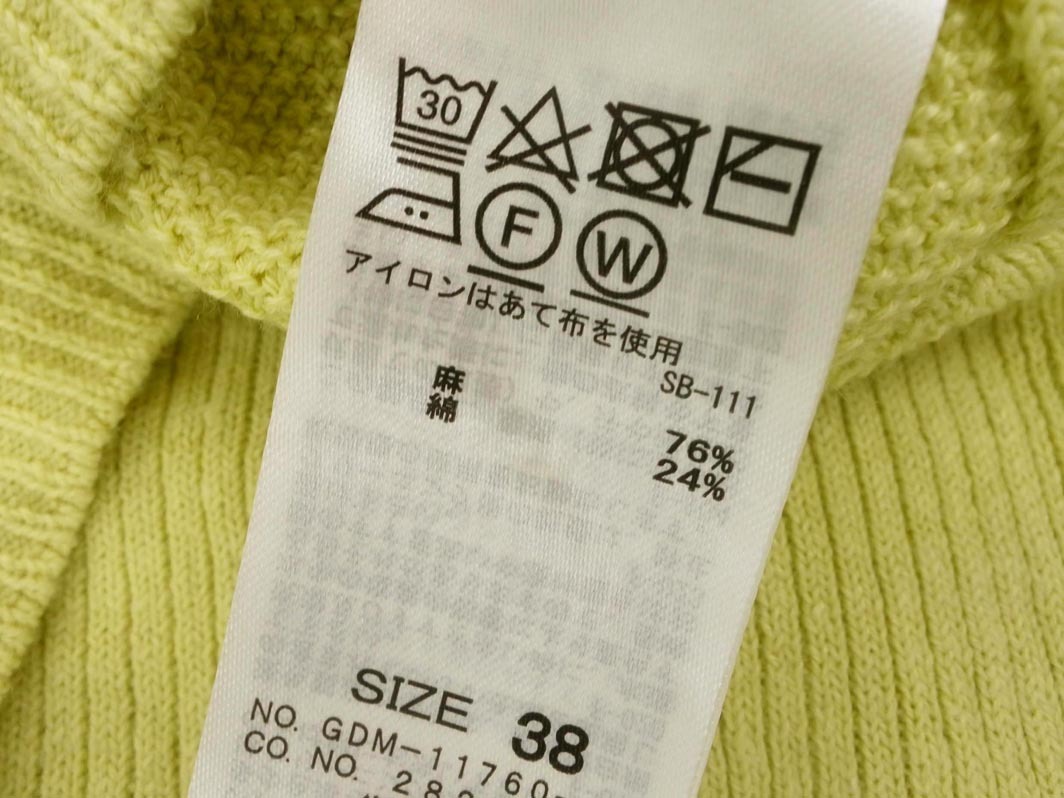 30
F W
アイロンはあて布を使用
SB-111
麻 76%
綿 24%
SIZE 38
NO. GDM-11760-
CO. NO. 28